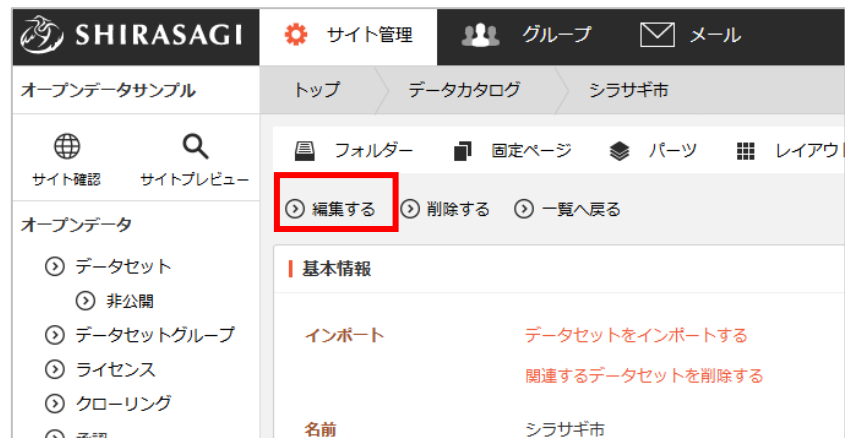 SHIRASAGI
サイト管理
グループ
メール
オープンデータサンプル
トップ
データカタログ
シラサギ市
サイト確認
サイトプレビュー
フォルダー
固定ページ
パーツ
レイアウ
編集する
削除する
一覧へ戻る
オープンデータ
データセット
非公開
データセットグループ
ライセンス
クローリング
基本情報
インポート
データセットをインポートする
関連するデータセットを削除する
名前
シラサギ市